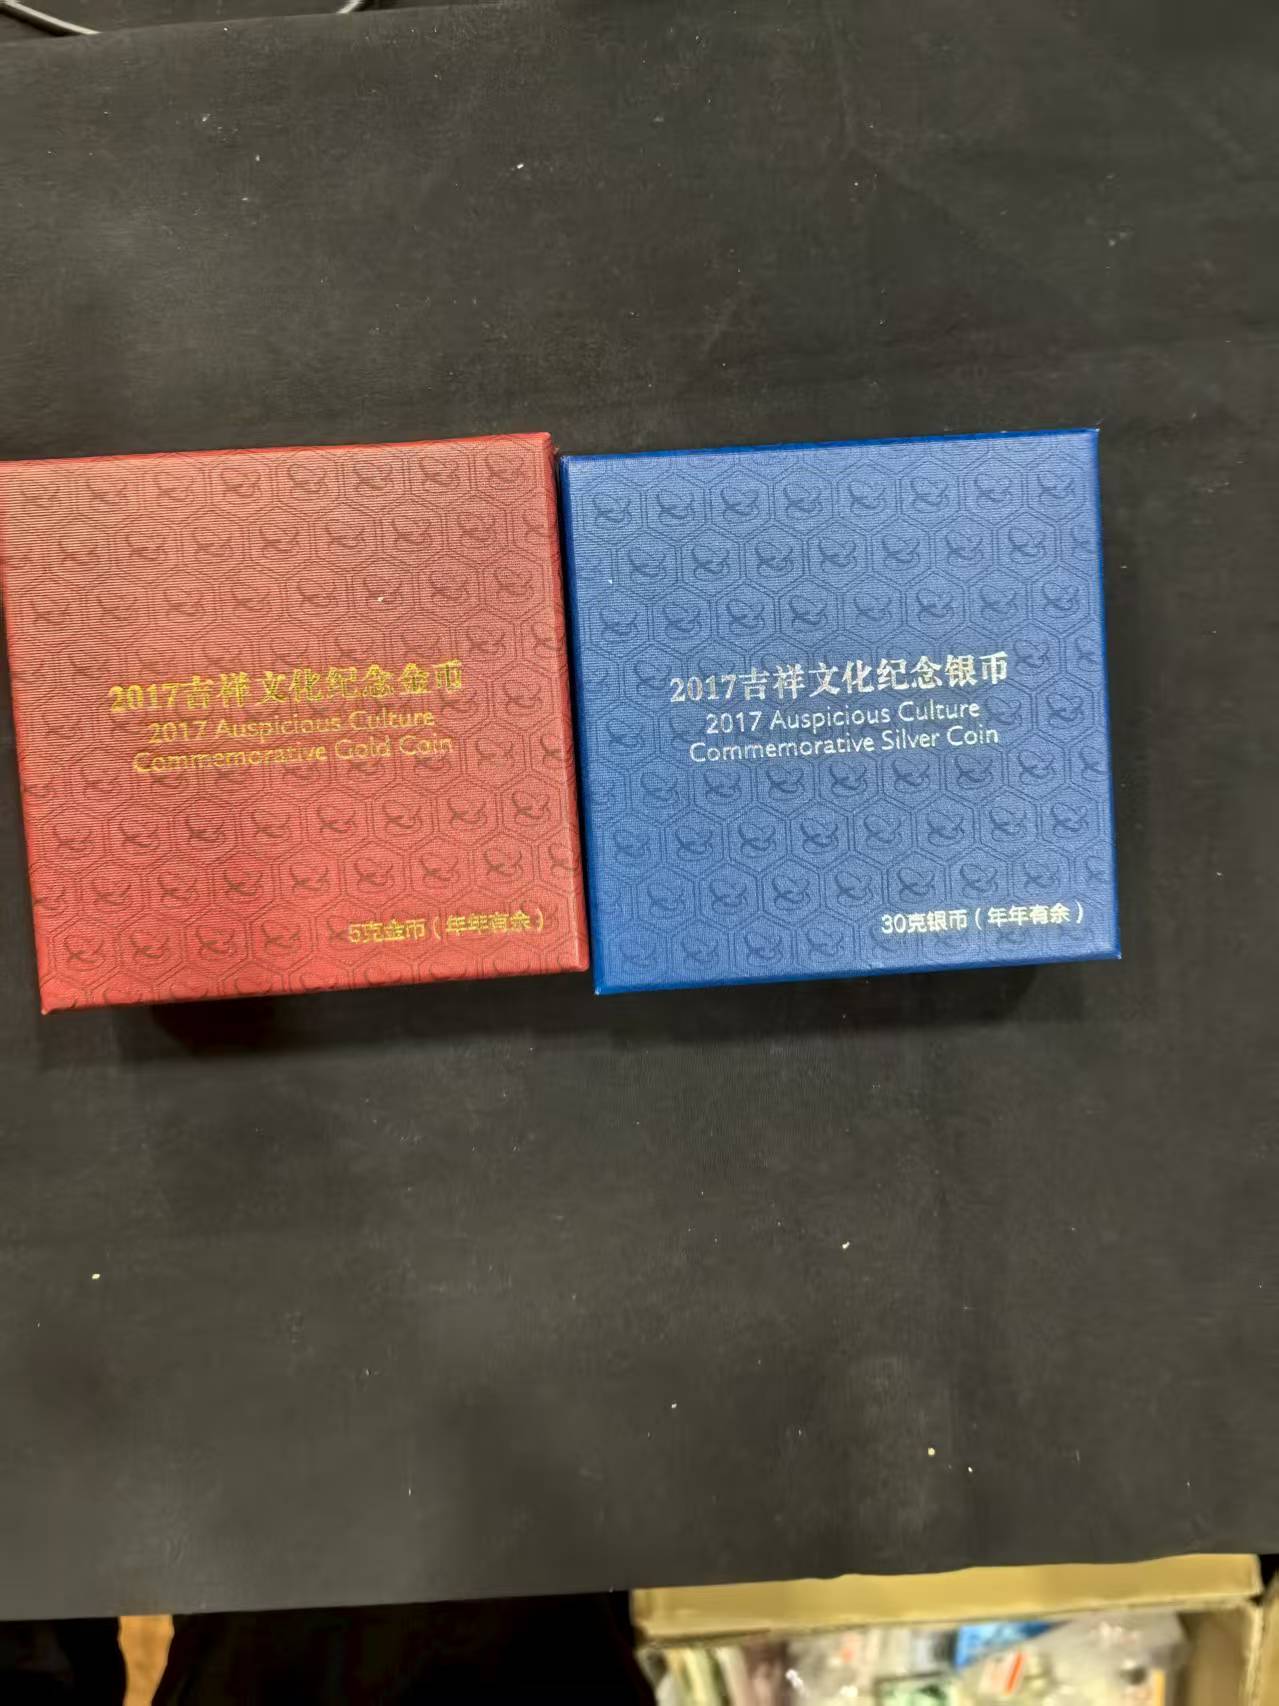 2017吉祥文化纪念金币
2017 Auspicious Culture
Commemorative Gold Coin
5克金币（年年有余）
2017吉祥文化纪念银币
2017 Auspicious Culture
Commemorative Silver Coin
30克银币（年年有余）